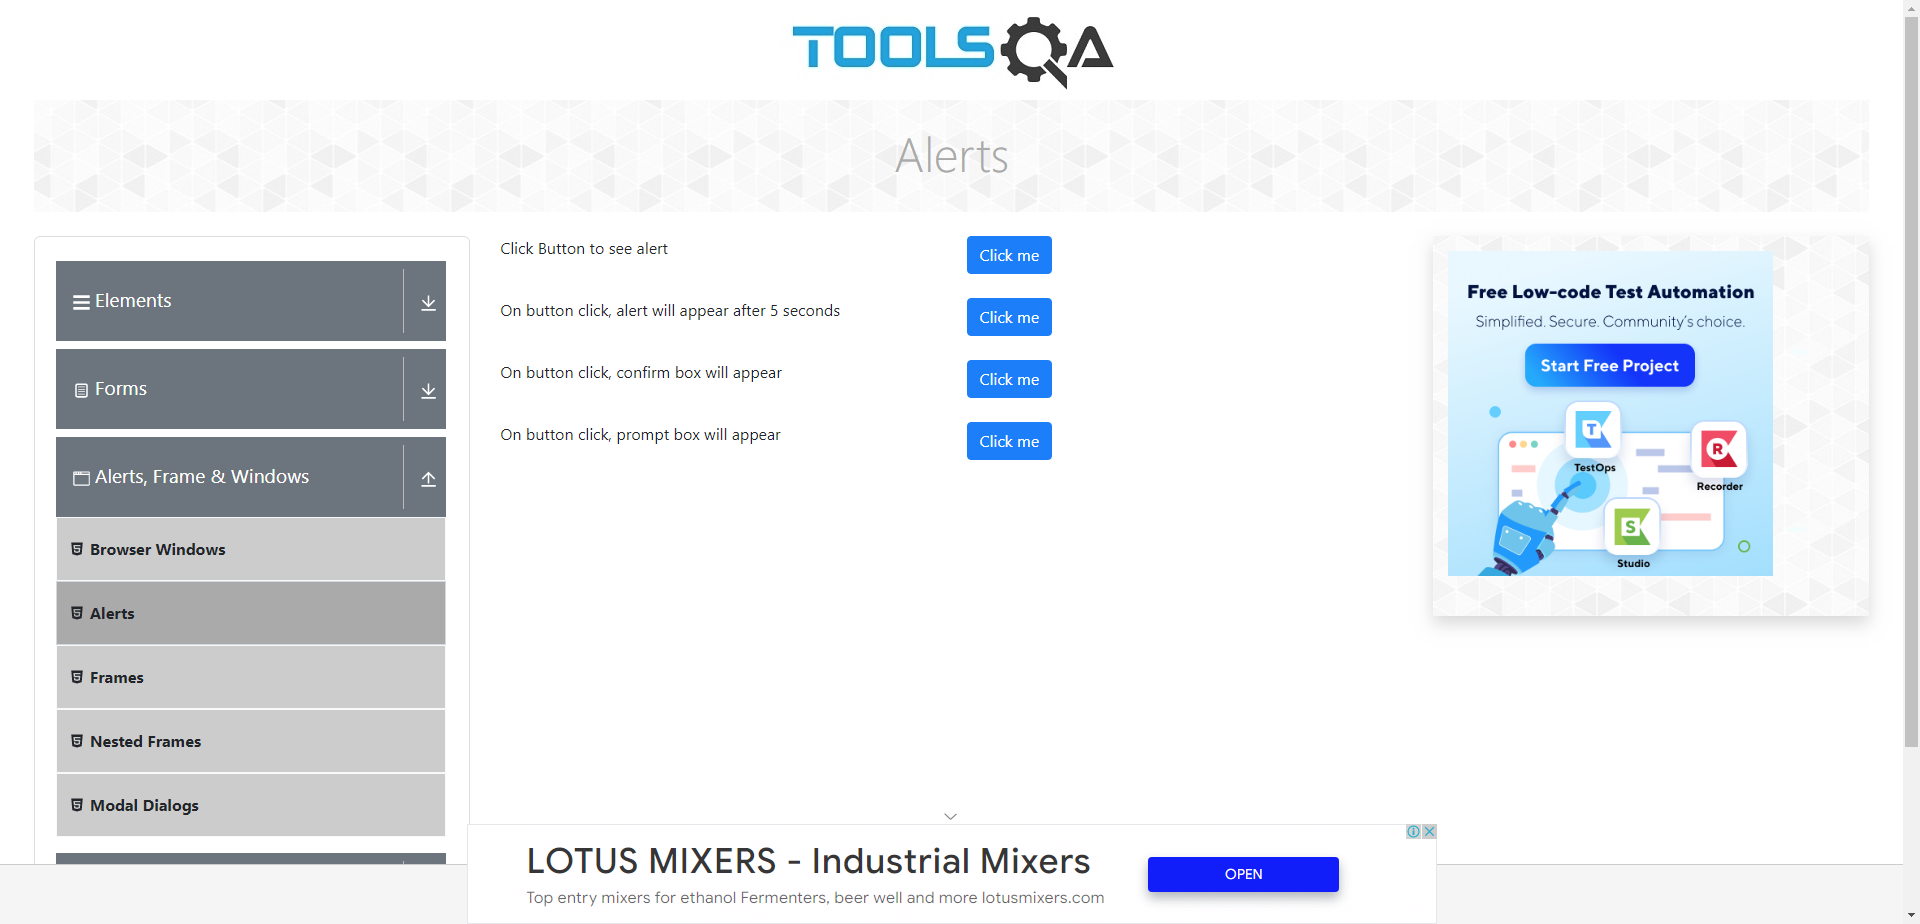 TOOLSQA
Alerts
Elements
Forms
Alerts, Frame & Windows
Browser Windows
Alerts
Frames
Nested Frames
Modal Dialogs
Click Button to see alert
Click me
On button click, alert will appear after 5 seconds
Click me
On button click, confirm box will appear
Click me
On button click, prompt box will appear
Click me
Free Low-code Test Automation
Simplified. Secure. Community's choice.
Start Free Project
T
TestOps
R
Recorder
S
Studio
LOTUS MIXERS - Industrial Mixers
Top entry mixers for ethanol Fermenters, beer well and more lotusmixers.com
OPEN